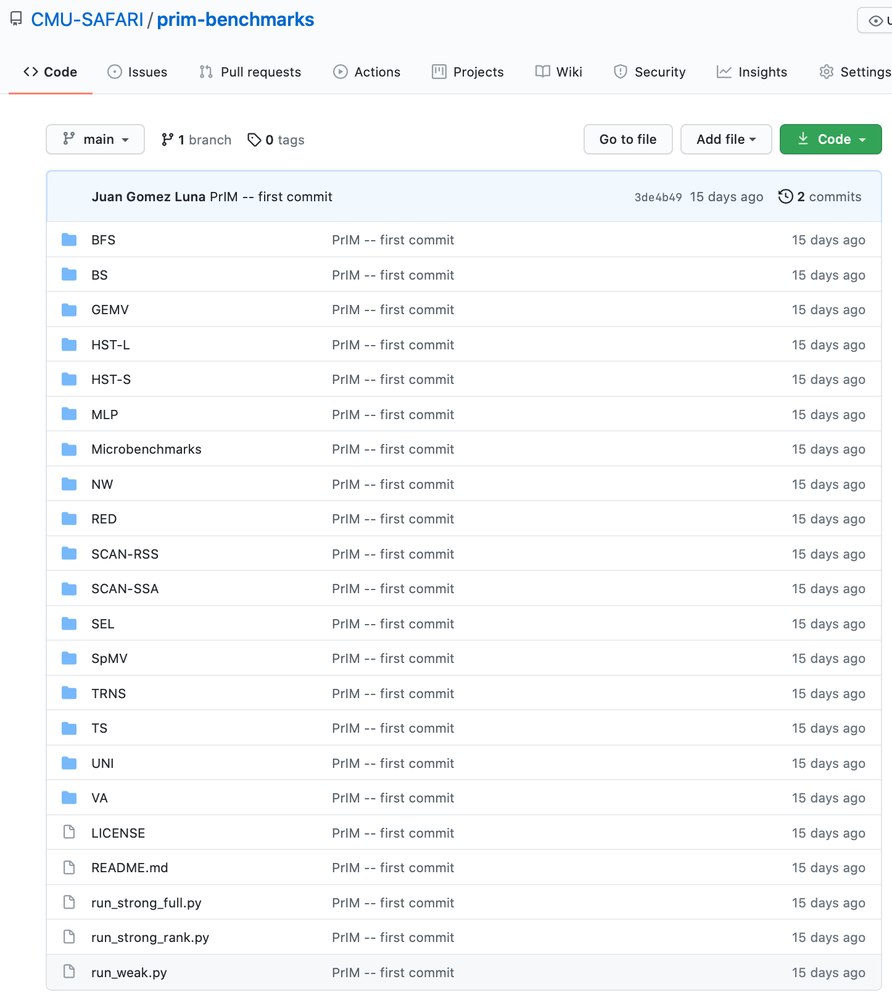 CMU-SAFARI / prim-benchmarks
Code Issues Pull requests Actions Projects Wiki Security Insights Settings
main 1 branch 0 tags Go to file Add file Code
Juan Gomez Luna PrIM -- first commit 3de4b49 15 days ago 2 commits
BFS PrIM -- first commit 15 days ago
BS PrIM -- first commit 15 days ago
GEMV PrIM -- first commit 15 days ago
HST-L PrIM -- first commit 15 days ago
HST-S PrIM -- first commit 15 days ago
MLP PrIM -- first commit 15 days ago
Microbenchmarks PrIM -- first commit 15 days ago
NW PrIM -- first commit 15 days ago
RED PrIM -- first commit 15 days ago
SCAN-RSS PrIM -- first commit 15 days ago
SCAN-SSA PrIM -- first commit 15 days ago
SEL PrIM -- first commit 15 days ago
SpMV PrIM -- first commit 15 days ago
TRNS PrIM -- first commit 15 days ago
TS PrIM -- first commit 15 days ago
UNI PrIM -- first commit 15 days ago
VA PrIM -- first commit 15 days ago
LICENSE PrIM -- first commit 15 days ago
README.md PrIM -- first commit 15 days ago
run_strong_full.py PrIM -- first commit 15 days ago
run_strong_rank.py PrIM -- first commit 15 days ago
run_weak.py PrIM -- first commit 15 days ago